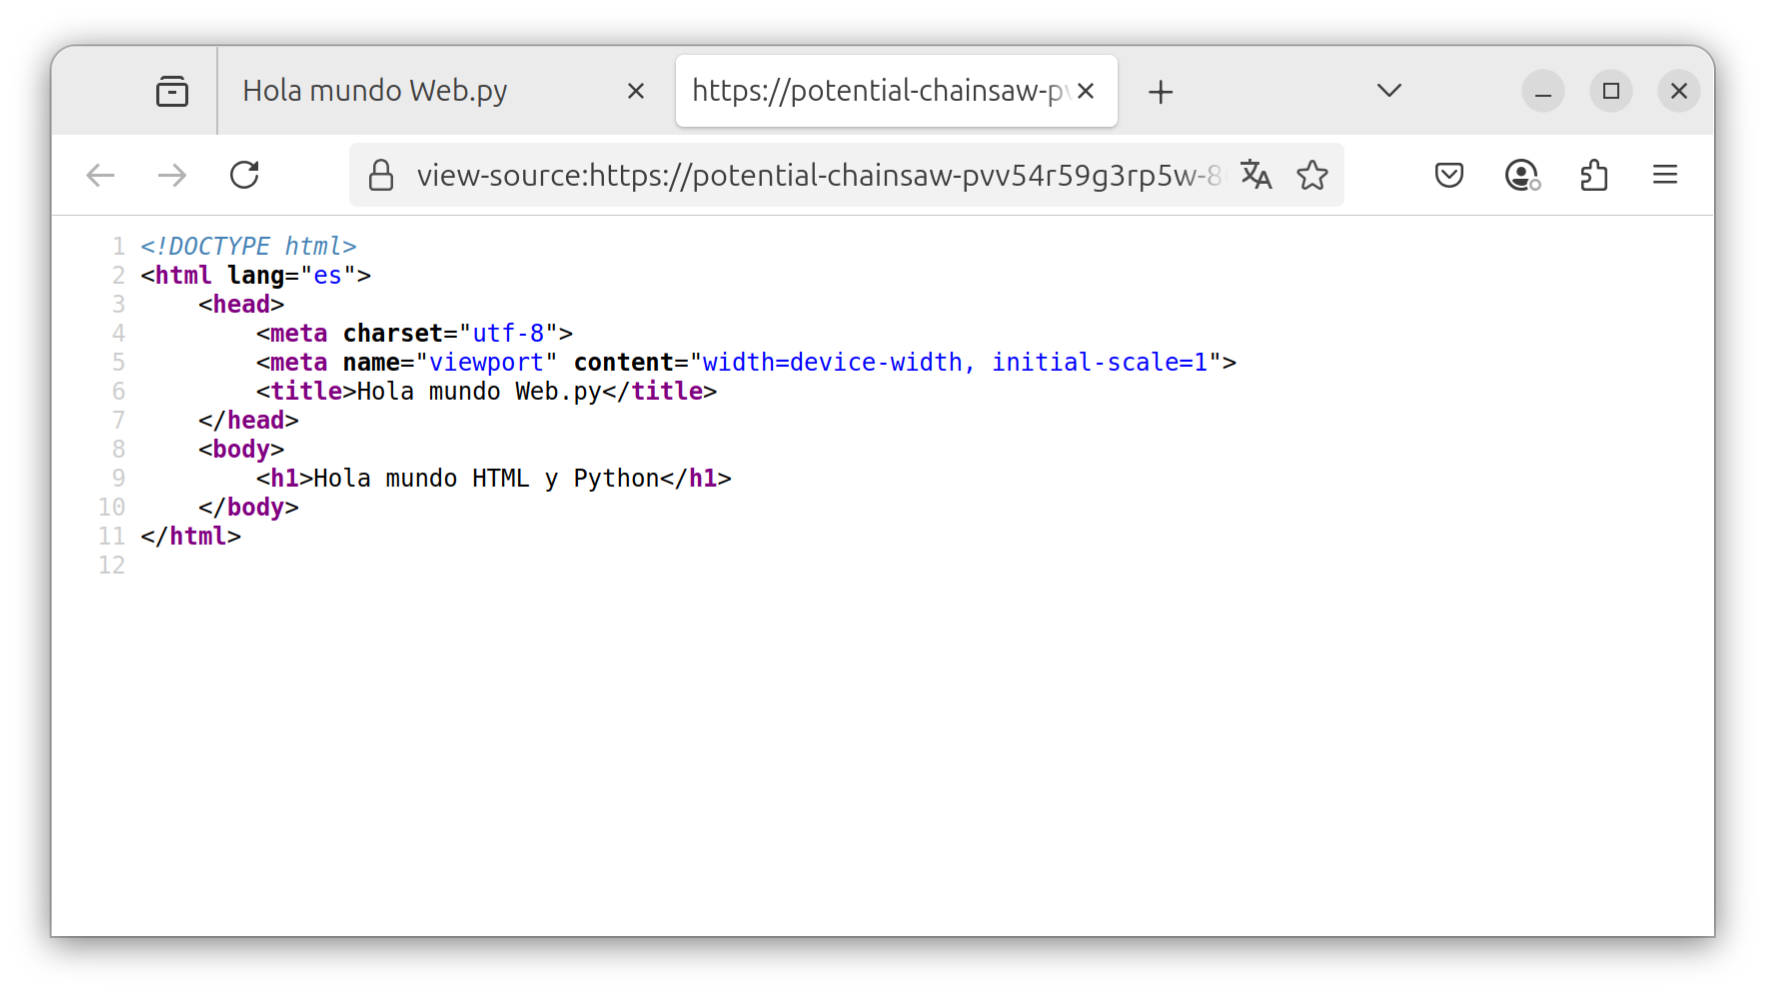 Hola mundo Web.py
https://potential-chainsaw-pv
view-source:https://potential-chainsaw-pvv54r59g3rp5w-8
1 <!DOCTYPE html>
2 <html lang="es">
3     <head>
4         <meta charset="utf-8">
5         <meta name="viewport" content="width=device-width, initial-scale=1">
6         <title>Hola mundo Web.py</title>
7     </head>
8     <body>
9         <h1>Hola mundo HTML y Python</h1>
10     </body>
11 </html>
12